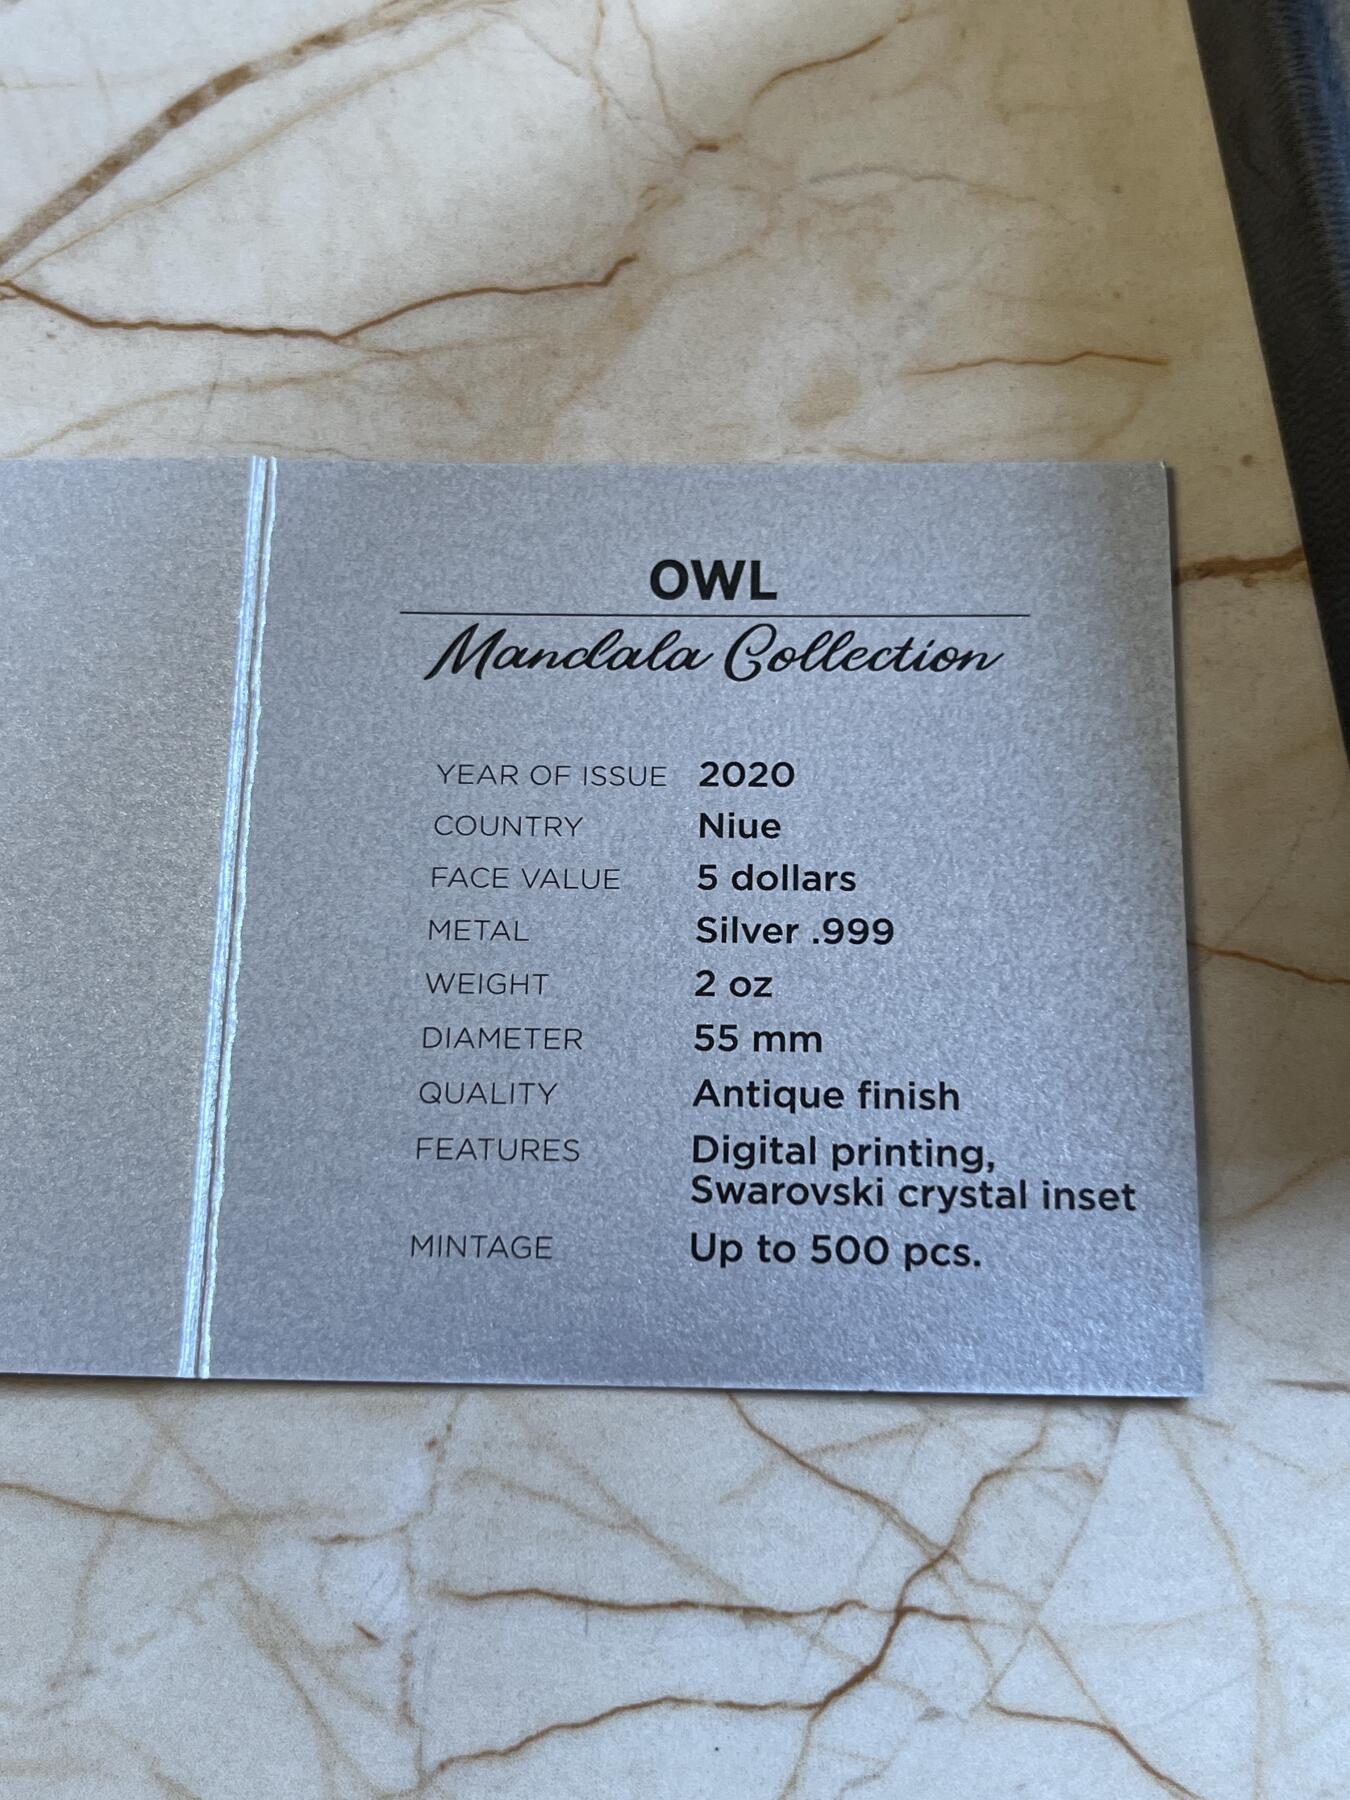 OWL
Mandala Collection
YEAR OF ISSUE 2020
COUNTRY Niue
FACE VALUE 5 dollars
METAL Silver .999
WEIGHT 2 oz
DIAMETER 55 mm
QUALITY Antique finish
FEATURES Digital printing,
Swarovski crystal inset
MINTAGE Up to 500 pcs.